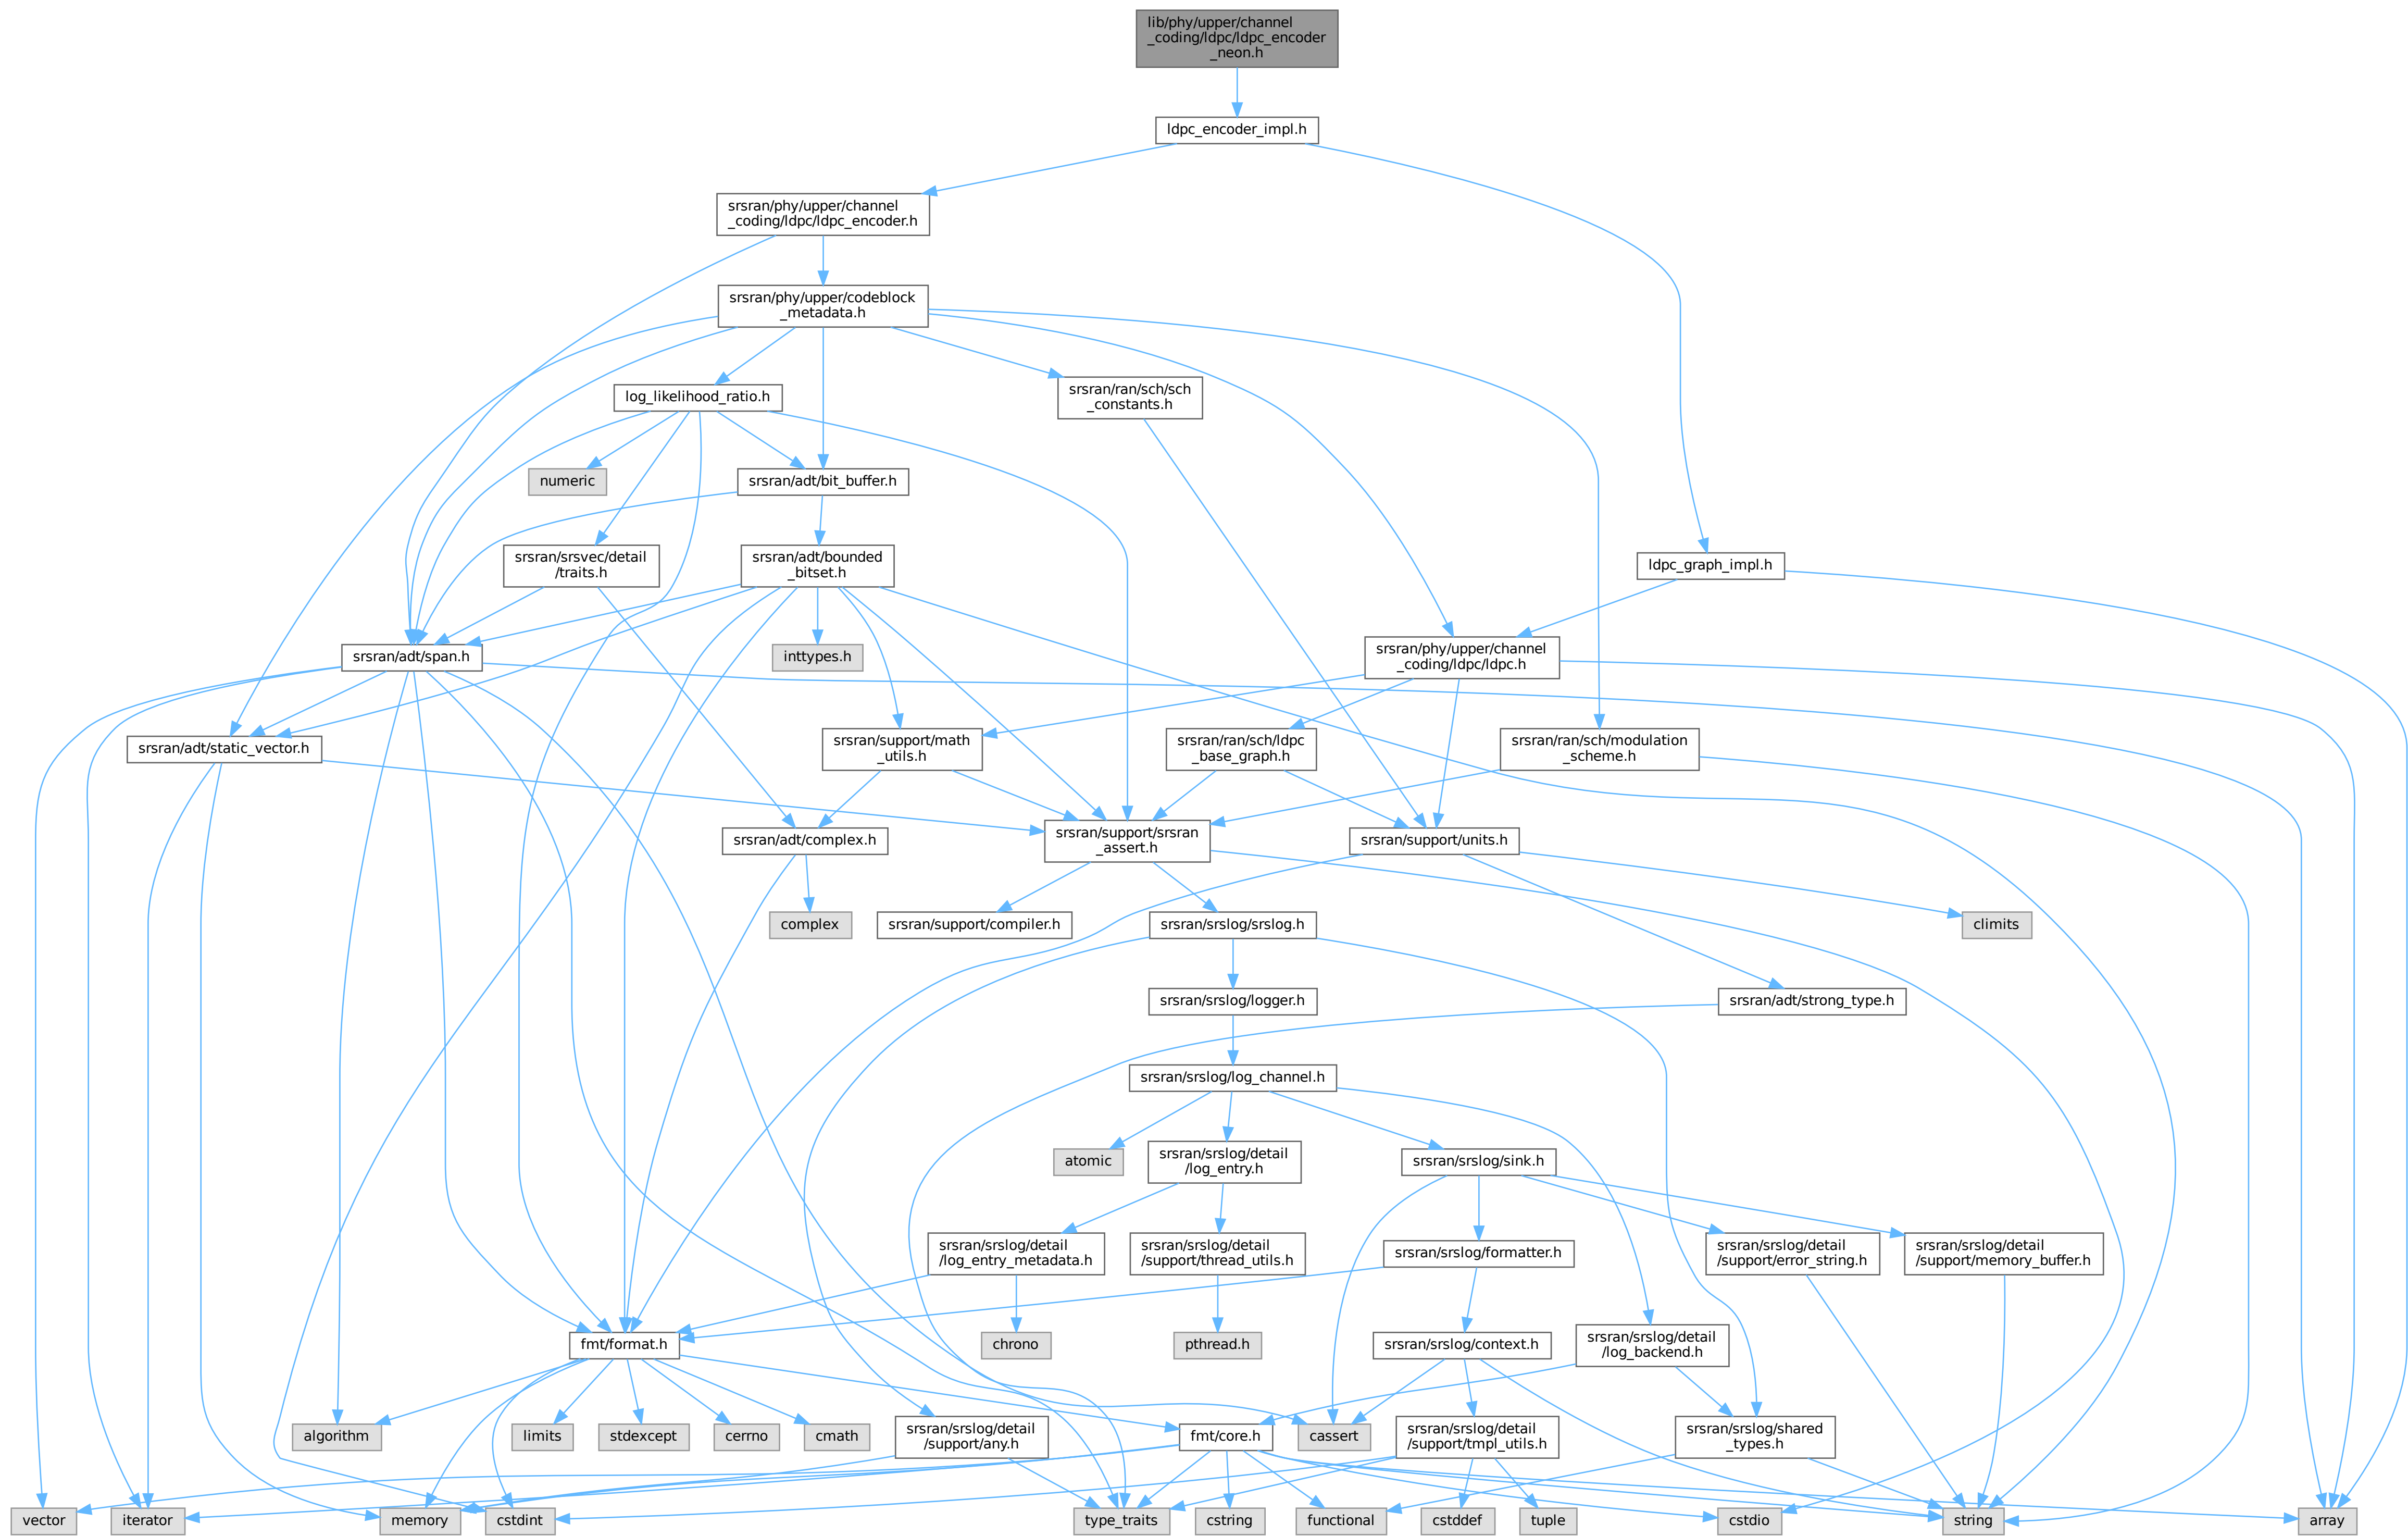 lib/phy/upper/channel
_coding/ldpc/ldpc_encoder
_neon.h
ldpc_encoder_impl.h
srsran/phy/upper/channel
_coding/ldpc/ldpc_encoder.h
srsran/phy/upper/codeblock
_metadata.h
log_likelihood_ratio.h
srsran/ran/sch/sch
_constants.h
numeric
srsran/adt/bit_buffer.h
srsran/srsvec/detail
/traits.h
srsran/adt/bounded
_bitset.h
ldpc_graph_impl.h
srsran/adt/span.h
inttypes.h
srsran/phy/upper/channel
_coding/ldpc/ldpc.h
srsran/adt/static_vector.h
srsran/support/math
_utils.h
srsran/ran/sch/ldpc
_base_graph.h
srsran/ran/sch/modulation
_scheme.h
srsran/adt/complex.h
srsran/support/srsran
_assert.h
srsran/support/units.h
complex
srsran/support/compiler.h
srsran/srslog/srslog.h
climits
srsran/srslog/logger.h
srsran/adt/strong_type.h
srsran/srslog/log_channel.h
atomic
srsran/srslog/detail
/log_entry.h
srsran/srslog/sink.h
srsran/srslog/detail
/log_entry_metadata.h
srsran/srslog/detail
/support/thread_utils.h
srsran/srslog/formatter.h
srsran/srslog/detail
/support/error_string.h
srsran/srslog/detail
/support/memory_buffer.h
fmt/format.h
chrono
pthread.h
srsran/srslog/context.h
srsran/srslog/detail
/log_backend.h
algorithm
limits
stdexcept
cerrno
cmath
srsran/srslog/detail
/support/any.h
fmt/core.h
cassert
srsran/srslog/detail
/support/tmpl_utils.h
srsran/srslog/shared
_types.h
vector
iterator
memory
cstdint
type_traits
cstring
functional
cstddef
tuple
cstdio
string
array